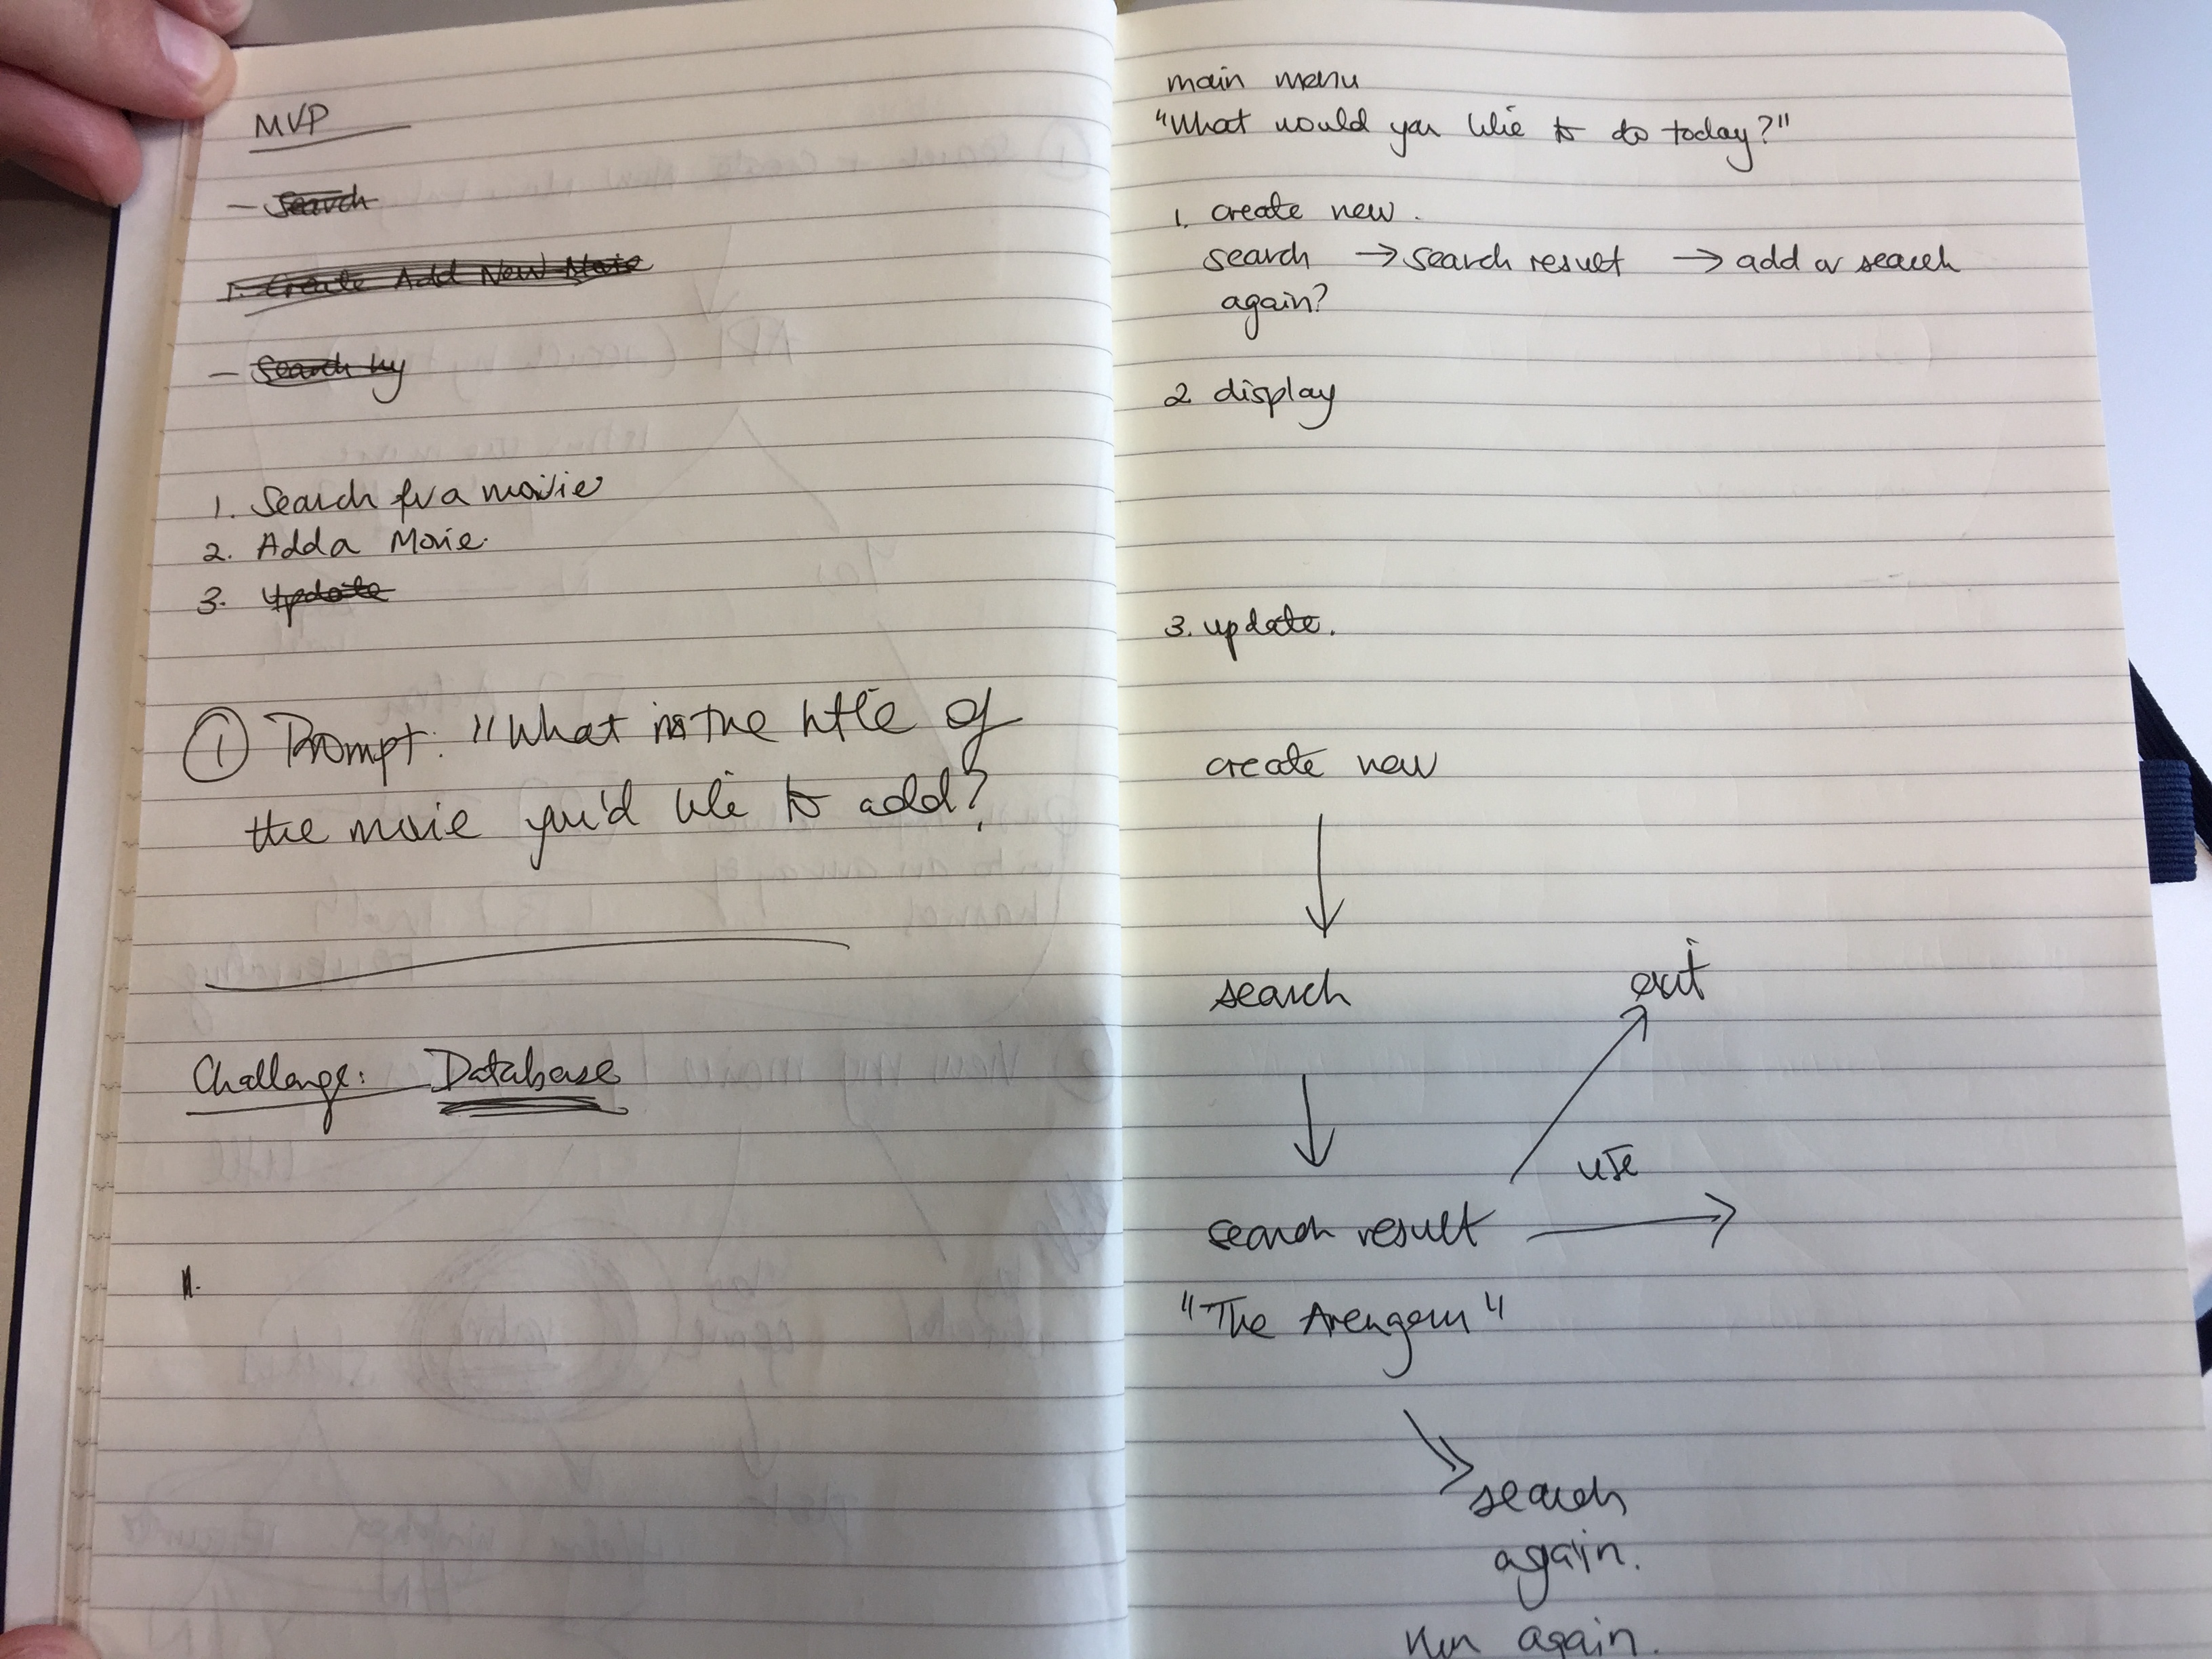 MVP
- Search
1. Create Add New Movie
- Search by
1. Search for a movie
2. Add a Movie.
3. Update
① Prompt: "What is the title of
the movie you'd like to add?
Challenge: Database
main menu
"What would you like to do today?"
1. create new.
search → search result → add or search
again?
2 display
3. update.
create new
search
exit
use
search result
"The Avengers"
search
again.
run again.